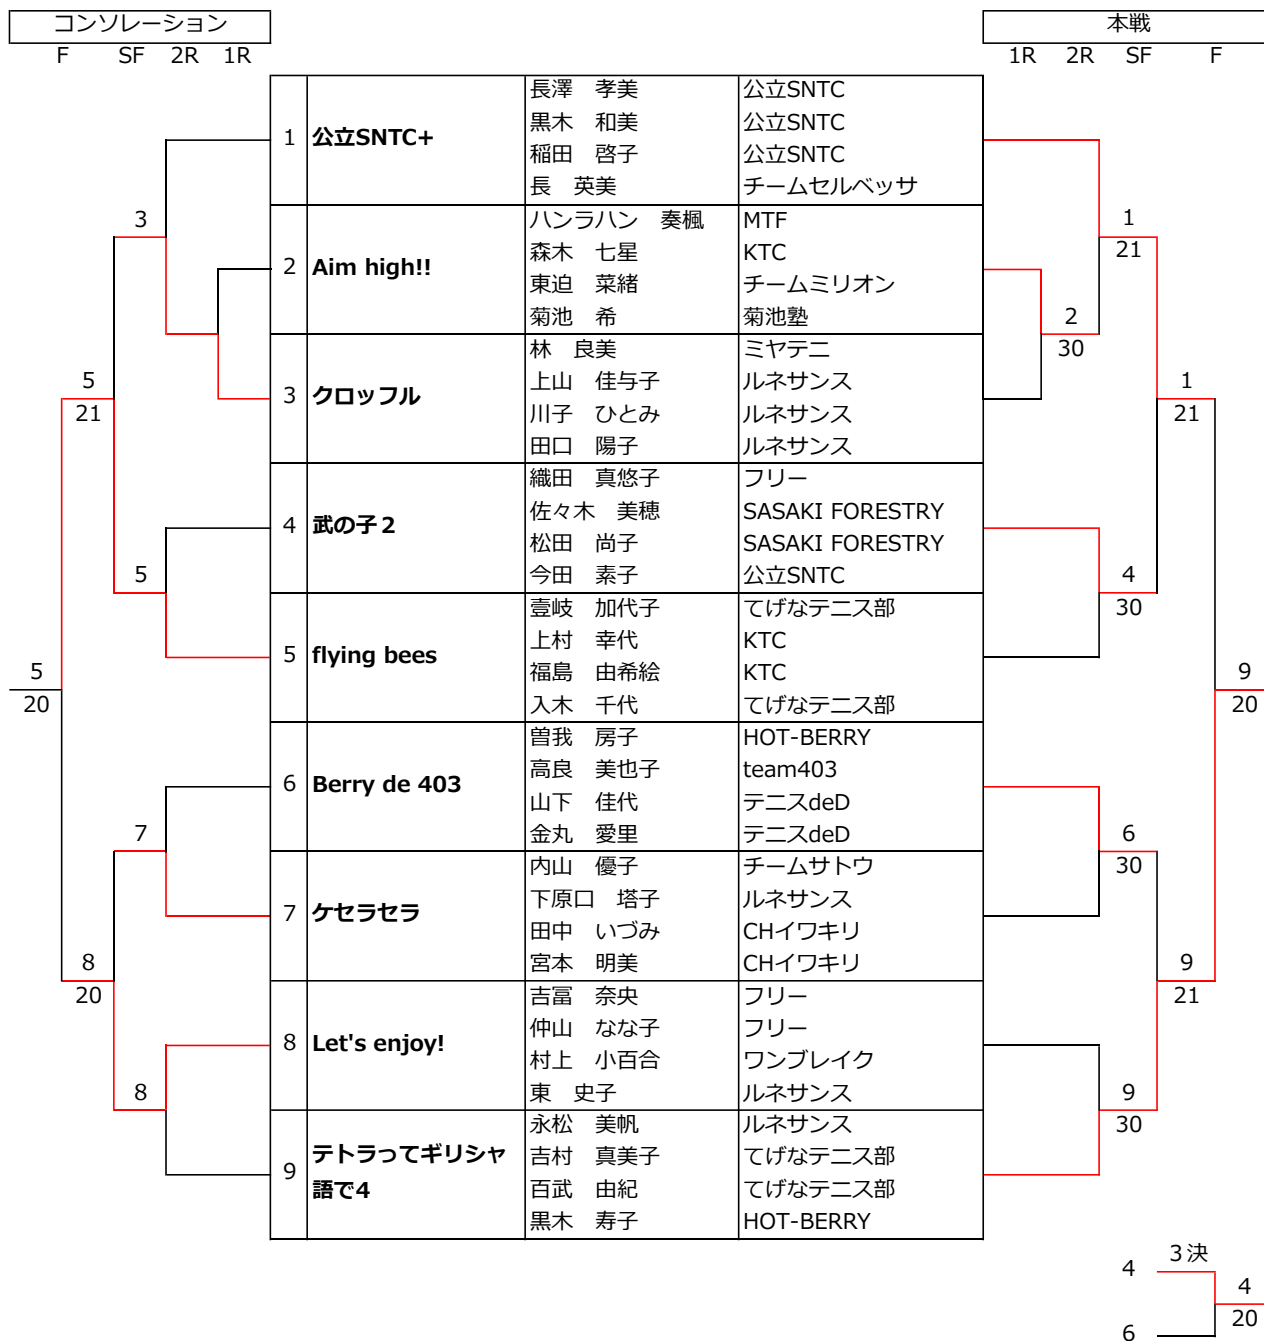 コンソレーション 本戦
F SF 2R 1R 1R 2R SF F
1 公立SNTC+
長澤　孝美 公立SNTC
黒木　和美 公立SNTC
稲田　啓子 公立SNTC
長　英美 チームセルベッサ
2 Aim high!!
ハンラハン　奏楓 MTF
森木　七星 KTC
東迫　菜緒 チームミリオン
菊池　希 菊池塾
3 クロッフル
林　良美 ミヤテニ
上山　佳与子 ルネサンス
川子　ひとみ ルネサンス
田口　陽子 ルネサンス
4 武の子２
織田　真悠子 フリー
佐々木　美穂 SASAKI FORESTRY
松田　尚子 SASAKI FORESTRY
今田　素子 公立SNTC
5 flying bees
壹岐　加代子 てげなテニス部
上村　幸代 KTC
福島　由希絵 KTC
入木　千代 てげなテニス部
6 Berry de 403
曽我　房子 HOT-BERRY
高良　美也子 team403
山下　佳代 テニスdeD
金丸　愛里 テニスdeD
7 ケセラセラ
内山　優子 チームサトウ
下原口　塔子 ルネサンス
田中　いづみ CHイワキリ
宮本　明美 CHイワキリ
8 Let's enjoy!
吉冨　奈央 フリー
仲山　なな子 フリー
村上　小百合 ワンブレイク
東　史子 ルネサンス
9 テトラってギリシャ
語で4
永松　美帆 ルネサンス
吉村　真美子 てげなテニス部
百武　由紀 てげなテニス部
黒木　寿子 HOT-BERRY
3
5
21
5
5
20
7
8
20
8
1
21
2
30
1
21
4
30
9
20
6
30
9
21
9
30
3決
4
4
20
6